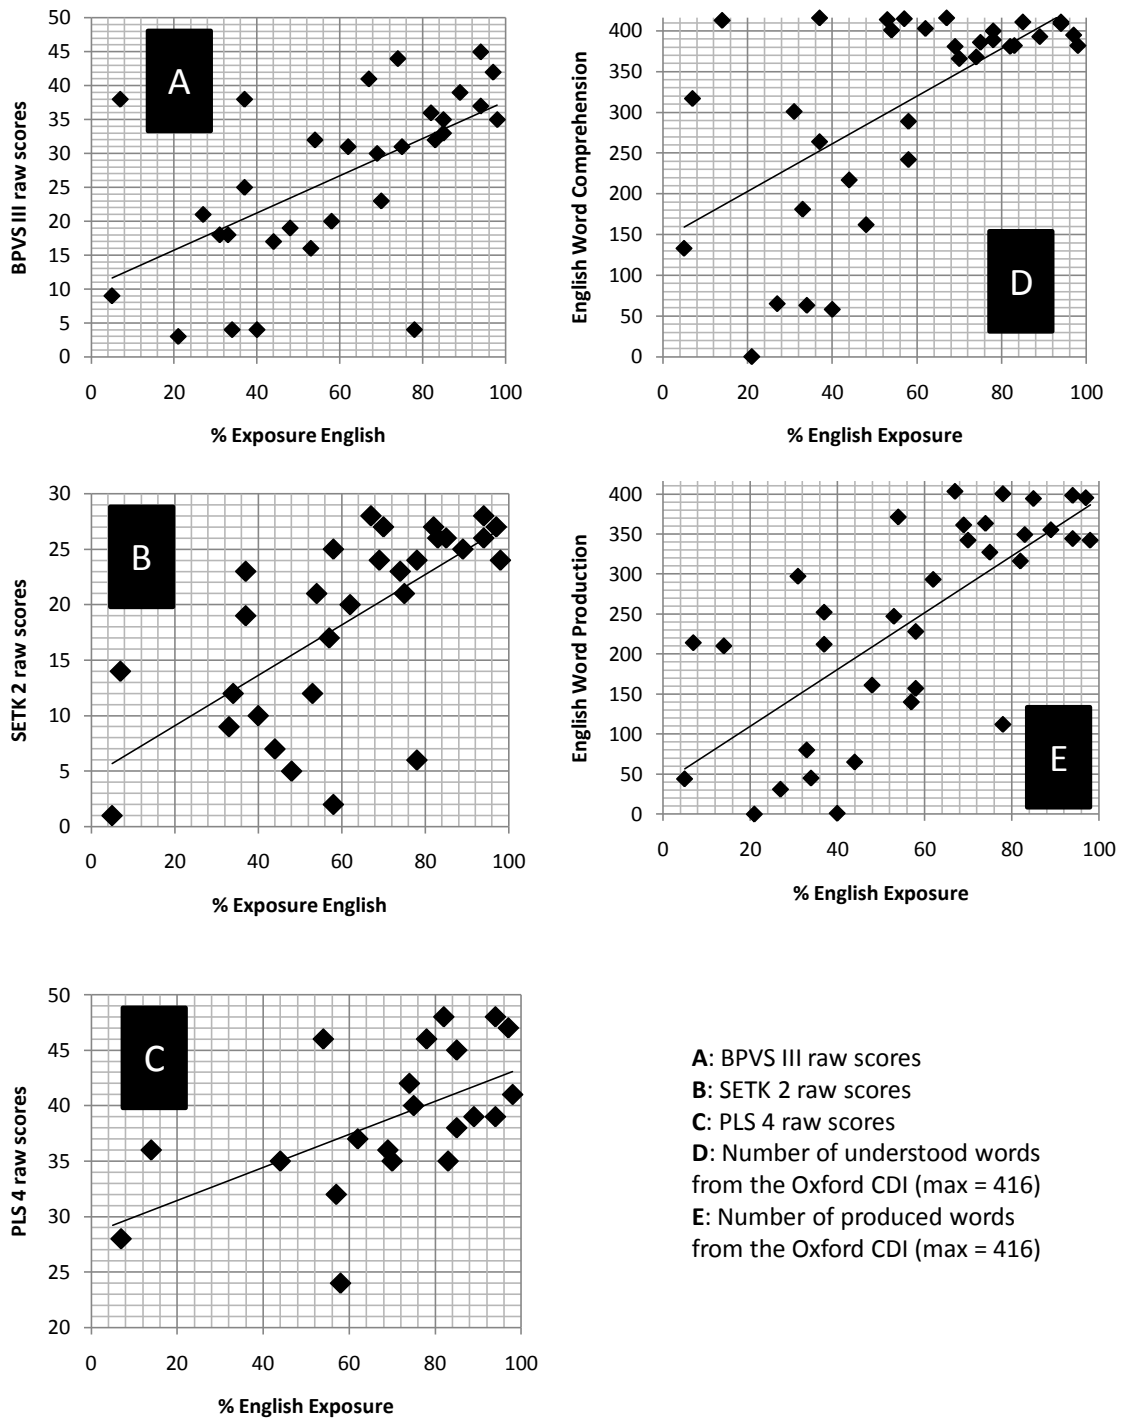 50
45
40
35
30
25
20
15
10
5
0
BPVS III raw scores
A
0 20 40 60 80 100
% Exposure English
400
350
300
250
200
150
100
50
0
English Word Comprehension
D
0 20 40 60 80 100
% English Exposure
30
25
20
15
10
5
0
SETK 2 raw scores
B
0 20 40 60 80 100
% Exposure English
400
350
300
250
200
150
100
50
0
English Word Production
E
0 20 40 60 80 100
% English Exposure
50
45
40
35
30
25
20
PLS 4 raw scores
C
0 20 40 60 80 100
% English Exposure
A: BPVS III raw scores
B: SETK 2 raw scores
C: PLS 4 raw scores
D: Number of understood words
from the Oxford CDI (max = 416)
E: Number of produced words
from the Oxford CDI (max = 416)